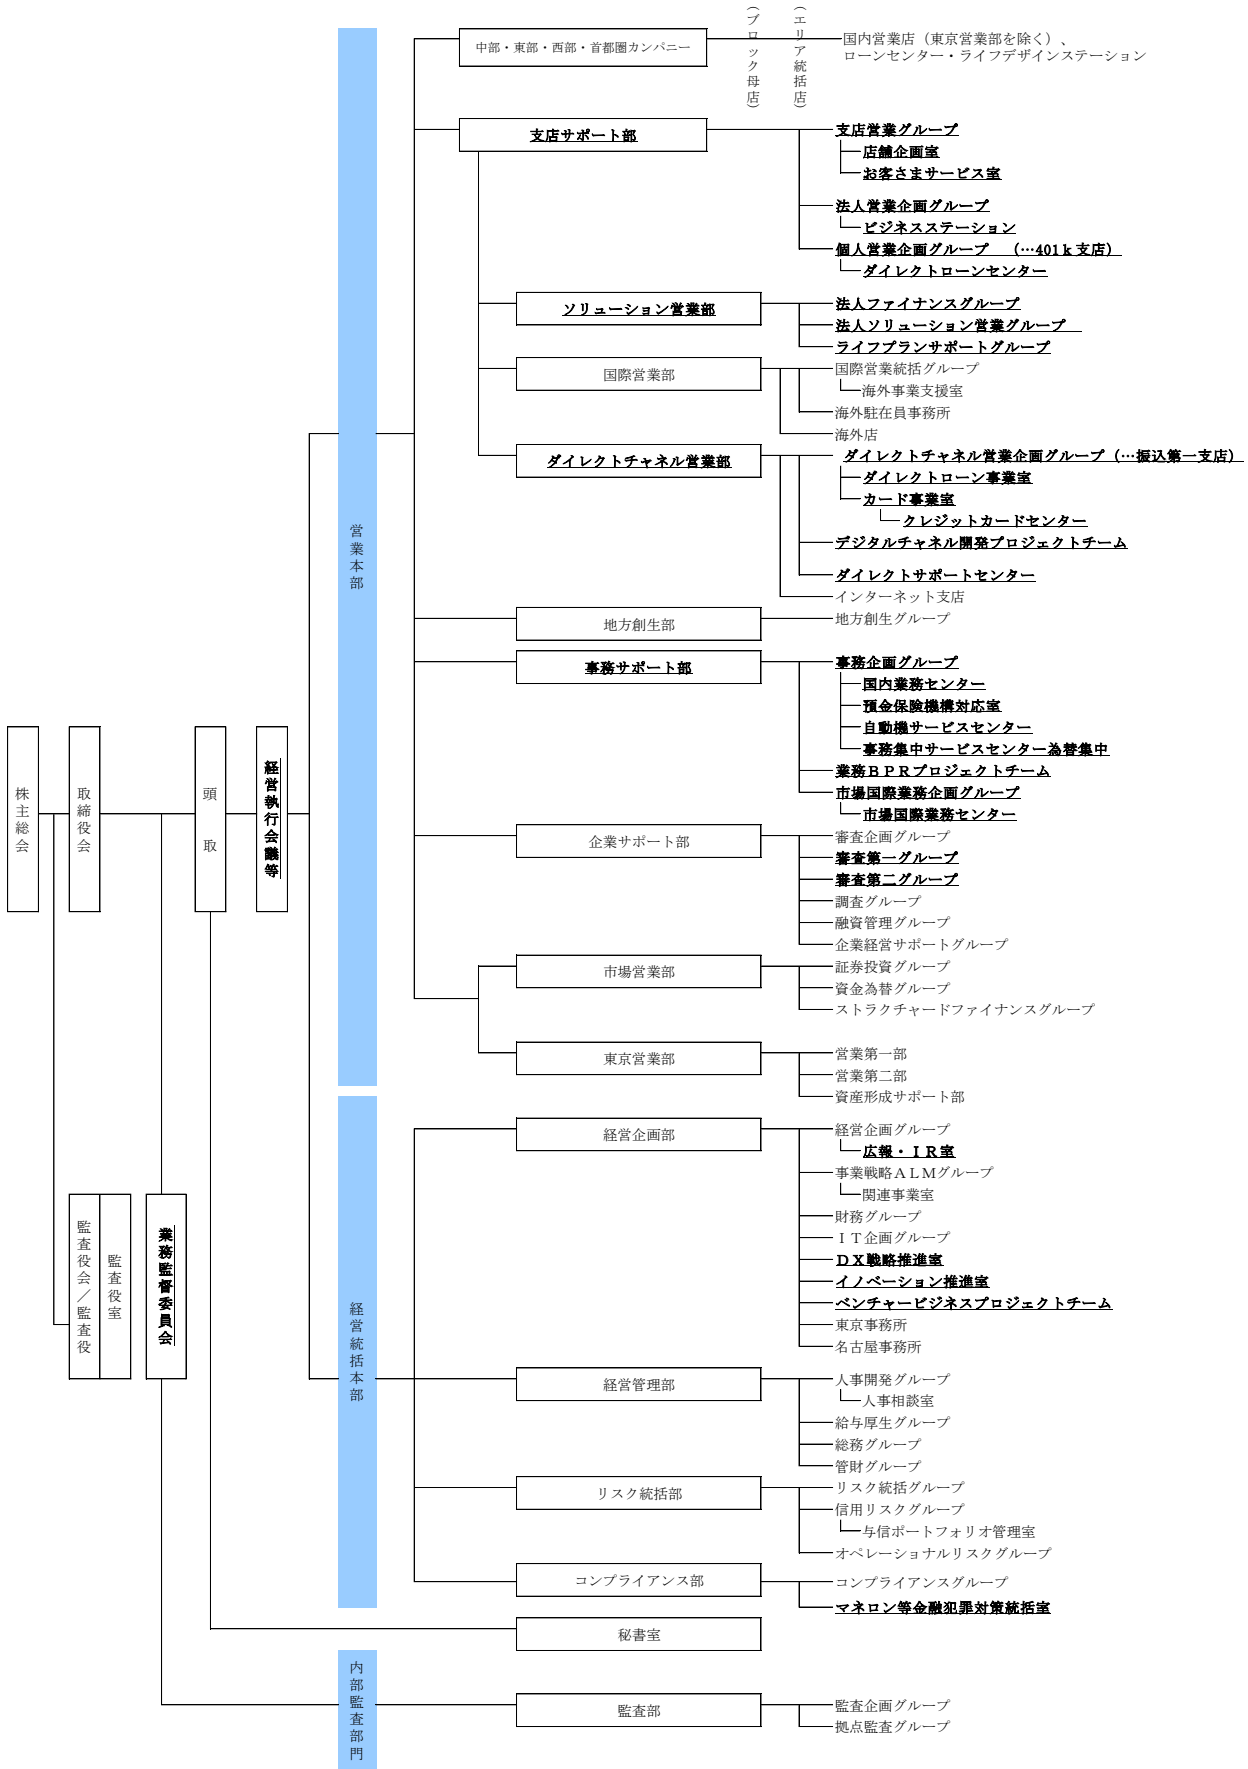 （ブロック母店）
（エリア統括店）
中部・東部・西部・首都圏カンパニー
国内営業店（東京営業部を除く）、
ローンセンター・ライフデザインステーション
支店サポート部
支店営業グループ
店舗企画室
お客さまサービス室
法人営業企画グループ
ビジネスステーション
個人営業企画グループ　（…401ｋ支店）
ダイレクトローンセンター
ソリューション営業部
法人ファイナンスグループ
法人ソリューション営業グループ
ライフプランサポートグループ
国際営業部
国際営業統括グループ
海外事業支援室
海外駐在員事務所
海外店
ダイレクトチャネル営業部
ダイレクトチャネル営業企画グループ（…振込第一支店）
ダイレクトローン事業室
カード事業室
クレジットカードセンター
デジタルチャネル開発プロジェクトチーム
ダイレクトサポートセンター
インターネット支店
営業本部
地方創生部
地方創生グループ
事務サポート部
事務企画グループ
国内業務センター
預金保険機構対応室
自動機サービスセンター
事務集中サービスセンター為替集中
業務ＢＰＲプロジェクトチーム
市場国際業務企画グループ
市場国際業務センター
株主総会
取締役会
頭取
経営執行会議等
企業サポート部
審査企画グループ
審査第一グループ
審査第二グループ
調査グループ
融資管理グループ
企業経営サポートグループ
市場営業部
証券投資グループ
資金為替グループ
ストラクチャードファイナンスグループ
東京営業部
営業第一部
営業第二部
資産形成サポート部
経営企画部
経営企画グループ
広報・ＩＲ室
事業戦略ＡＬＭグループ
関連事業室
財務グループ
ＩＴ企画グループ
ＤＸ戦略推進室
イノベーション推進室
ベンチャービジネスプロジェクトチーム
東京事務所
名古屋事務所
監査役会／監査役
監査役室
業務監督委員会
経営統括本部
経営管理部
人事開発グループ
人事相談室
給与厚生グループ
総務グループ
管財グループ
リスク統括部
リスク統括グループ
信用リスクグループ
与信ポートフォリオ管理室
オペレーショナルリスクグループ
コンプライアンス部
コンプライアンスグループ
マネロン等金融犯罪対策統括室
秘書室
内部監査部門
監査部
監査企画グループ
拠点監査グループ